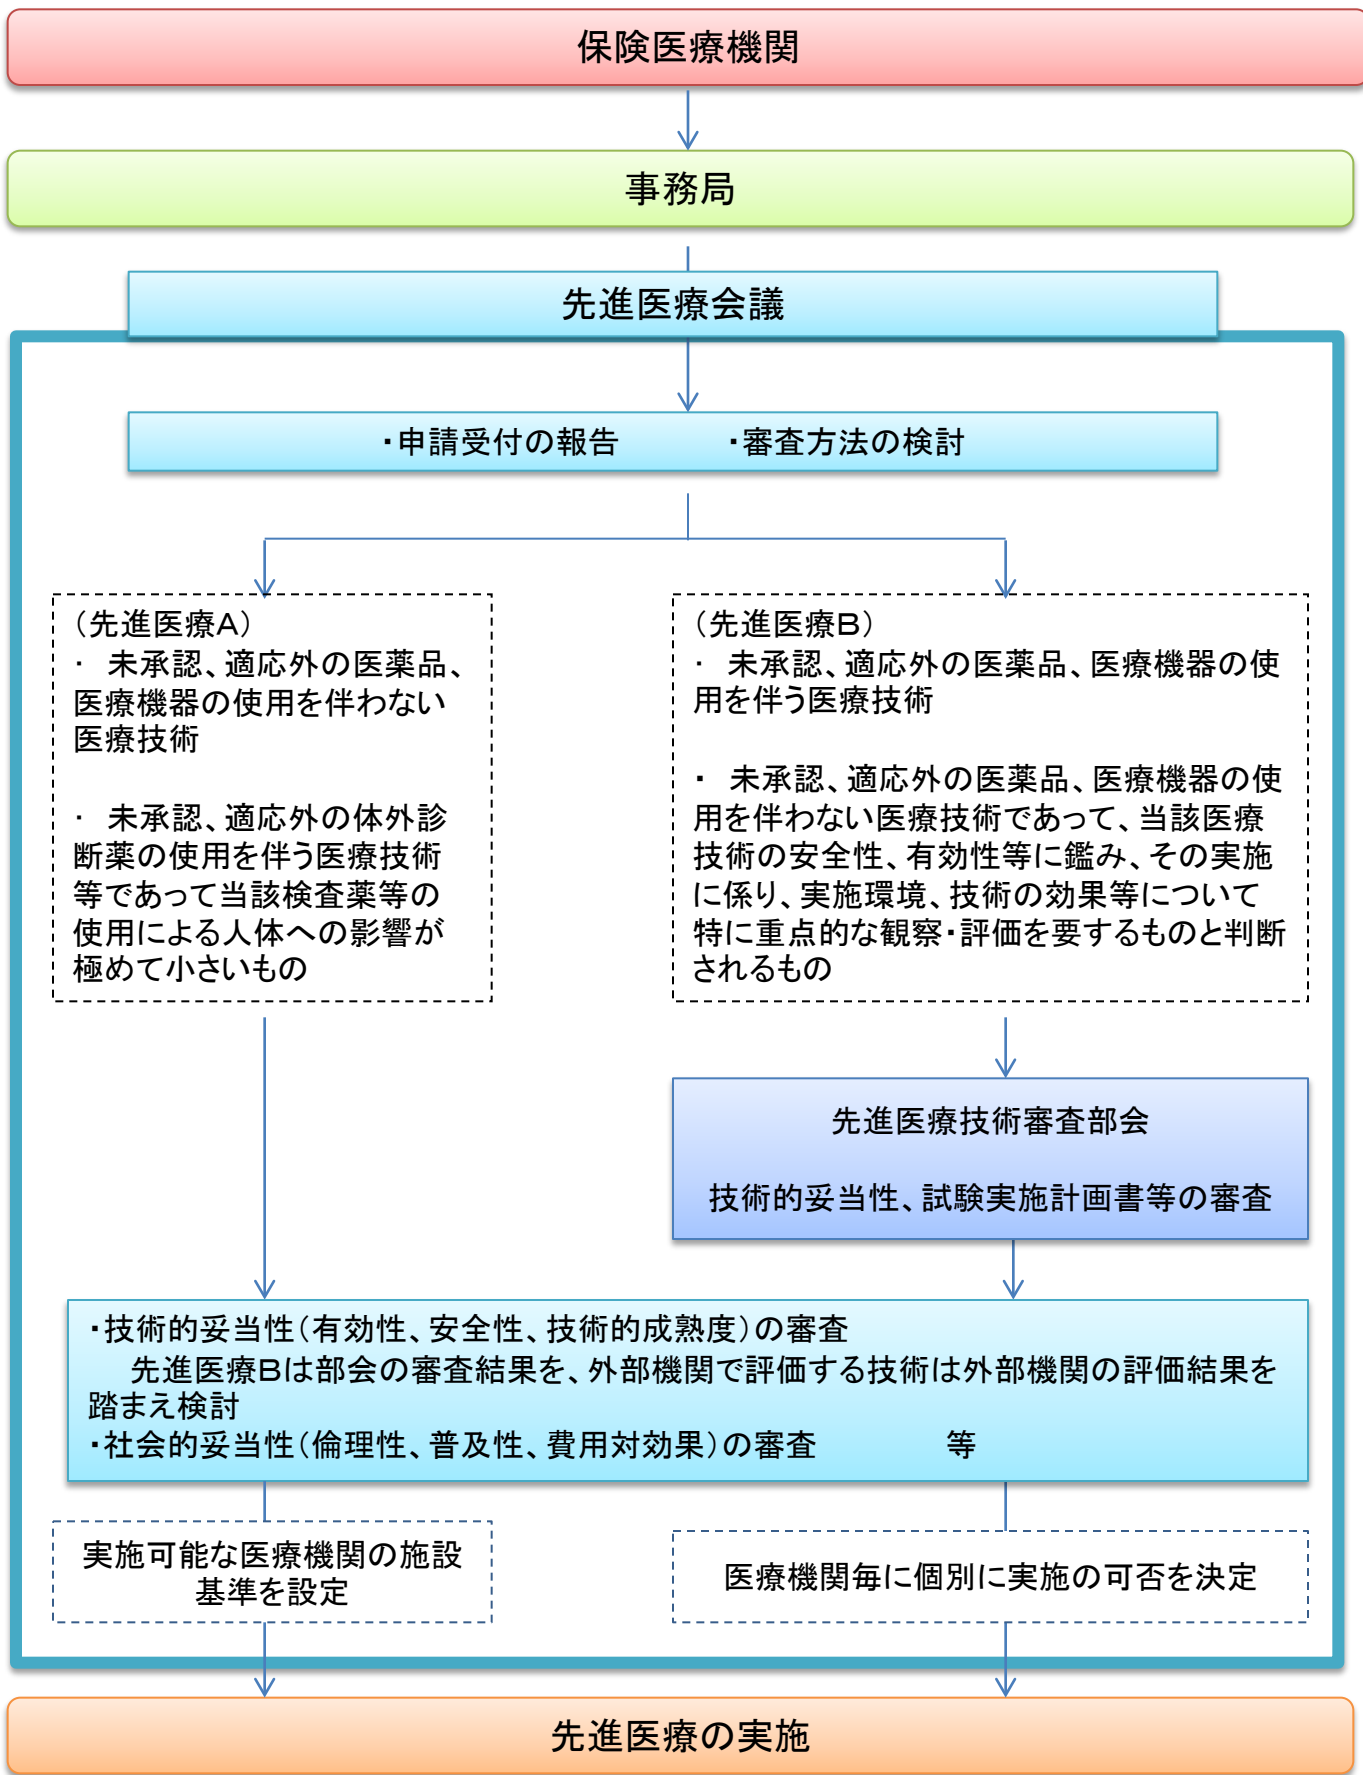 保険医療機関
事務局
先進医療会議
・申請受付の報告　　　・審査方法の検討
（先進医療A）
・　未承認、適応外の医薬品、
医療機器の使用を伴わない
医療技術
・　未承認、適応外の体外診
断薬の使用を伴う医療技術
等であって当該検査薬等の
使用による人体への影響が
極めて小さいもの
（先進医療B）
・　未承認、適応外の医薬品、医療機器の使
用を伴う医療技術
・　未承認、適応外の医薬品、医療機器の使
用を伴わない医療技術であって、当該医療
技術の安全性、有効性等に鑑み、その実施
に係り、実施環境、技術の効果等について
特に重点的な観察・評価を要するものと判断
されるもの
先進医療技術審査部会
技術的妥当性、試験実施計画書等の審査
・技術的妥当性（有効性、安全性、技術的成熟度）の審査
　先進医療Bは部会の審査結果を、外部機関で評価する技術は外部機関の評価結果を
踏まえ検討
・社会的妥当性（倫理性、普及性、費用対効果）の審査　　　　等
実施可能な医療機関の施設
基準を設定
医療機関毎に個別に実施の可否を決定
先進医療の実施